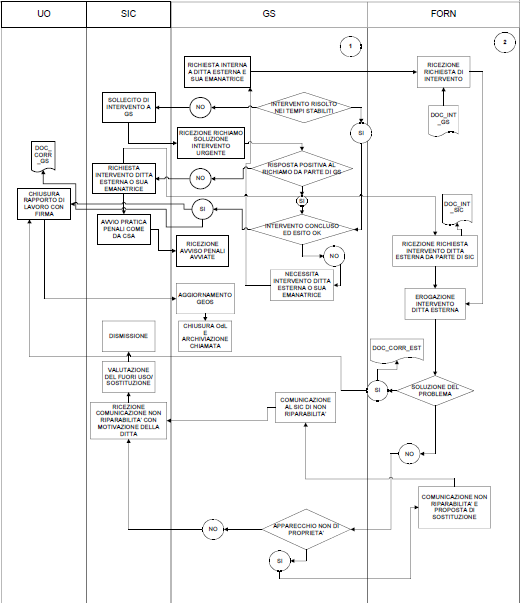 UO
SIC
GS
FORN
1
2
RICHIESTA INTERNA
A DITTA ESTERNA E
SUA EMANATRICE
RICEZIONE
RICHIESTA DI
INTERVENTO
SOLLECITO DI
INTERVENTO A
GS
NO
INTERVENTO RISOLTO
NEI TEMPI STABILITI
DOC_INT
_GS
SI
RICEZIONE RICHIAMO
SOLUZIONE
INTERVENTO
URGENTE
DOC_
CORR
_GS
RICHIESTA
INTERVENTO DITTA
ESTERNA O SUA
EMANATRICE
NO
RISPOSTA POSITIVA AL
RICHIAMO DA PARTE DI GS
CHIUSURA
RAPPORTO DI
LAVORO CON
FIRMA
SI
SI
DOC_INT
_SIC
AVVIO PRATICA
PENALI COME
DA CSA
INTERVENTO CONCLUSO
ED ESITO OK
RICEZIONE
AVVISO PENALI
AVVIATE
NO
RICEZIONE RICHIESTA
INTERVENTO DITTA
ESTERNA DA PARTE DI SIC
NECESSITA
INTERVENTO DITTA
ESTERNA O SUA
EMANATRICE
AGGIORNAMENTO
GEOS
EROGAZIONE
INTERVENTO
DITTA ESTERNA
CHIUSURA OdL
E
ARCHIVIAZIONE
CHIAMATA
DISMISSIONE
DOC_CORR_EST
VALUTAZIONE
DEL FUORI USO/
SOSTITUZIONE
SI
SOLUZIONE DEL
PROBLEMA
RICEZIONE
COMUNICAZIONE NON
RIPARABILITA' CON
MOTIVAZIONE DELLA
DITTA
COMUNICAZIONE
AL SIC DI NON
RIPARABILITA'
NO
COMUNICAZIONE NON
RIPARABILITA' E
PROPOSTA DI
SOSTITUZIONE
NO
APPARECCHIO NON DI
PROPRIETA'
SI